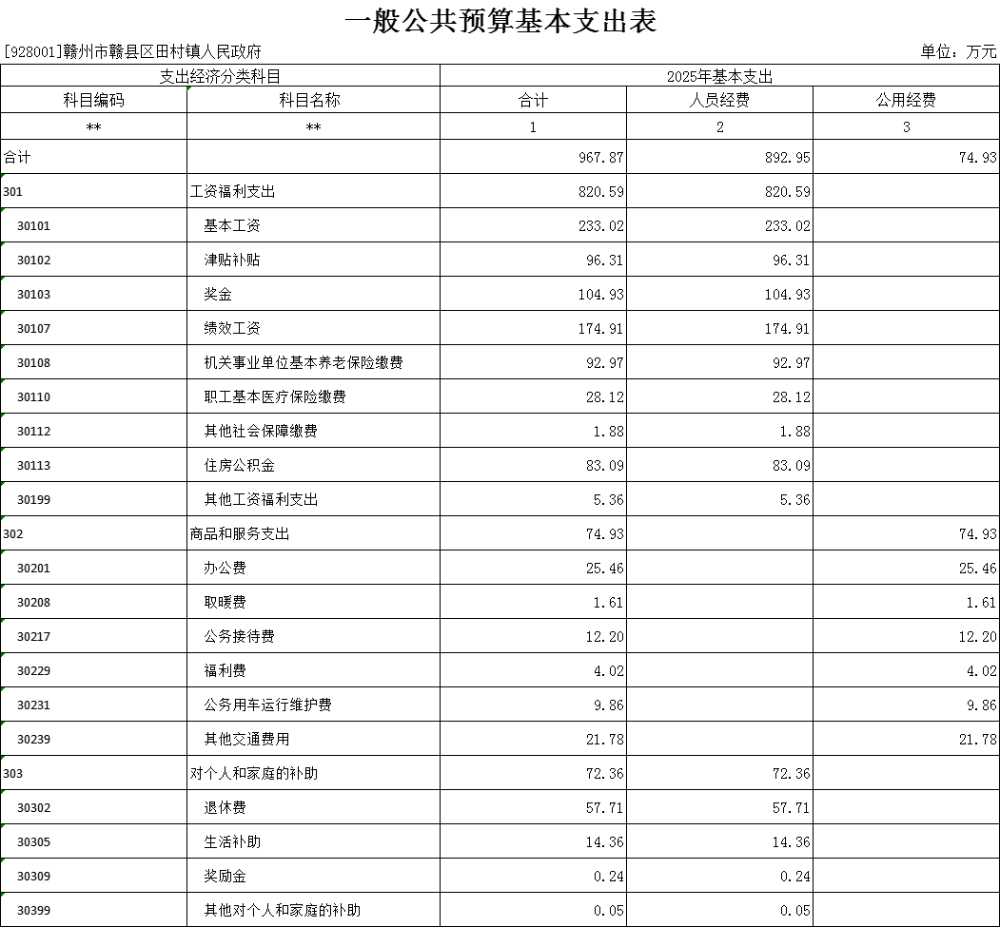 一般公共预算基本支出表
[928001]赣州市赣县区田村镇人民政府 单位：万元
支出经济分类科目 2025年基本支出
科目编码 科目名称 合计 人员经费 公用经费
** ** 1 2 3
合计 967.87 892.95 74.93
301 工资福利支出 820.59 820.59
30101 基本工资 233.02 233.02
30102 津贴补贴 96.31 96.31
30103 奖金 104.93 104.93
30107 绩效工资 174.91 174.91
30108 机关事业单位基本养老保险缴费 92.97 92.97
30110 职工基本医疗保险缴费 28.12 28.12
30112 其他社会保障缴费 1.88 1.88
30113 住房公积金 83.09 83.09
30199 其他工资福利支出 5.36 5.36
302 商品和服务支出 74.93 74.93
30201 办公费 25.46 25.46
30208 取暖费 1.61 1.61
30217 公务接待费 12.20 12.20
30229 福利费 4.02 4.02
30231 公务用车运行维护费 9.86 9.86
30239 其他交通费用 21.78 21.78
303 对个人和家庭的补助 72.36 72.36
30302 退休费 57.71 57.71
30305 生活补助 14.36 14.36
30309 奖励金 0.24 0.24
30399 其他对个人和家庭的补助 0.05 0.05